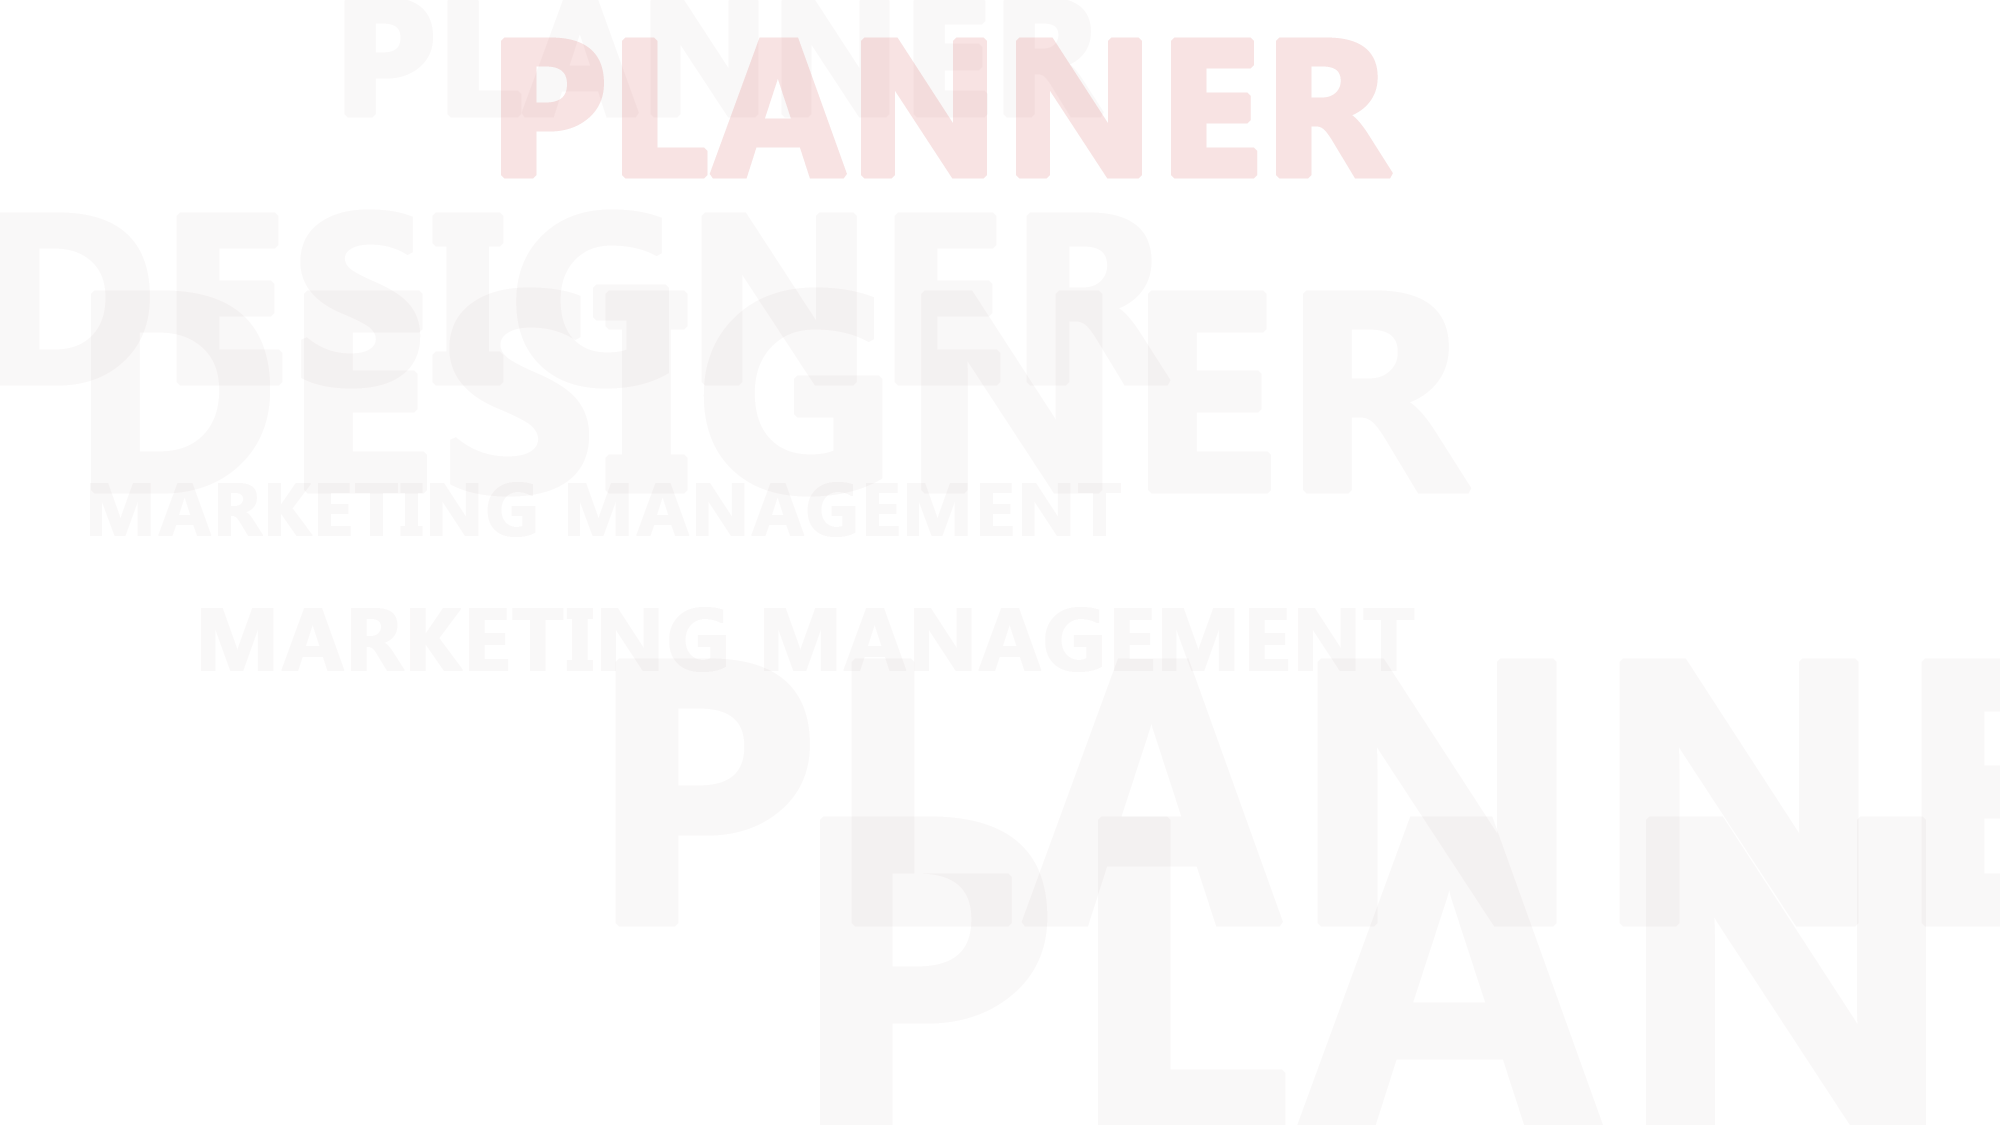 PLANNER
PLANNER
DESIGNER
DESIGNER
MARKETING MANAGEMENT
MARKETING MANAGEMENT
PLANNE
PLAN